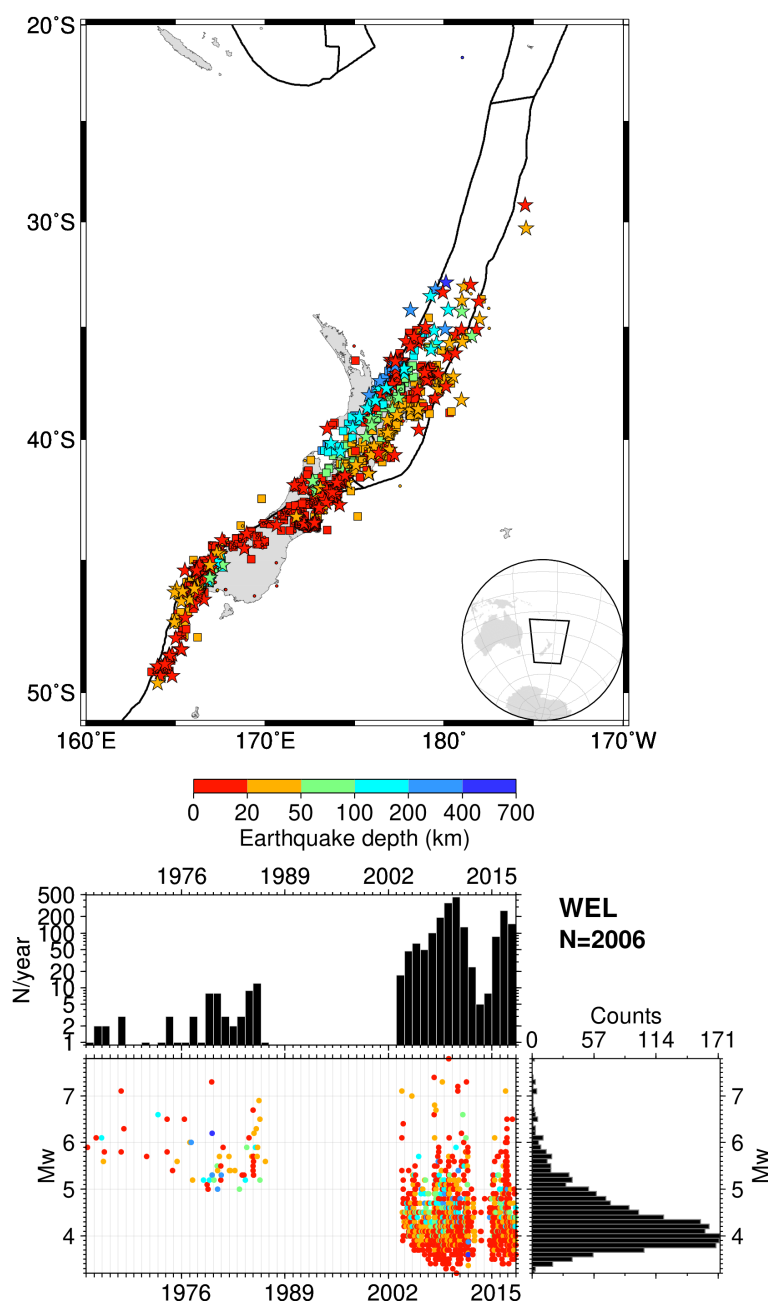 20˚S
30˚S
40˚S
50˚S
160˚E 170˚E 180˚ 170˚W
0 20 50 100 200 400 700
Earthquake depth (km)
1976 1989 2002 2015
500
200
100
50
20
10
5
2
1
N/year
WEL
N=2006
Counts
0 57 114 171
7
6
5
4
Mw
7
6
5
4
Mw
1976 1989 2002 2015